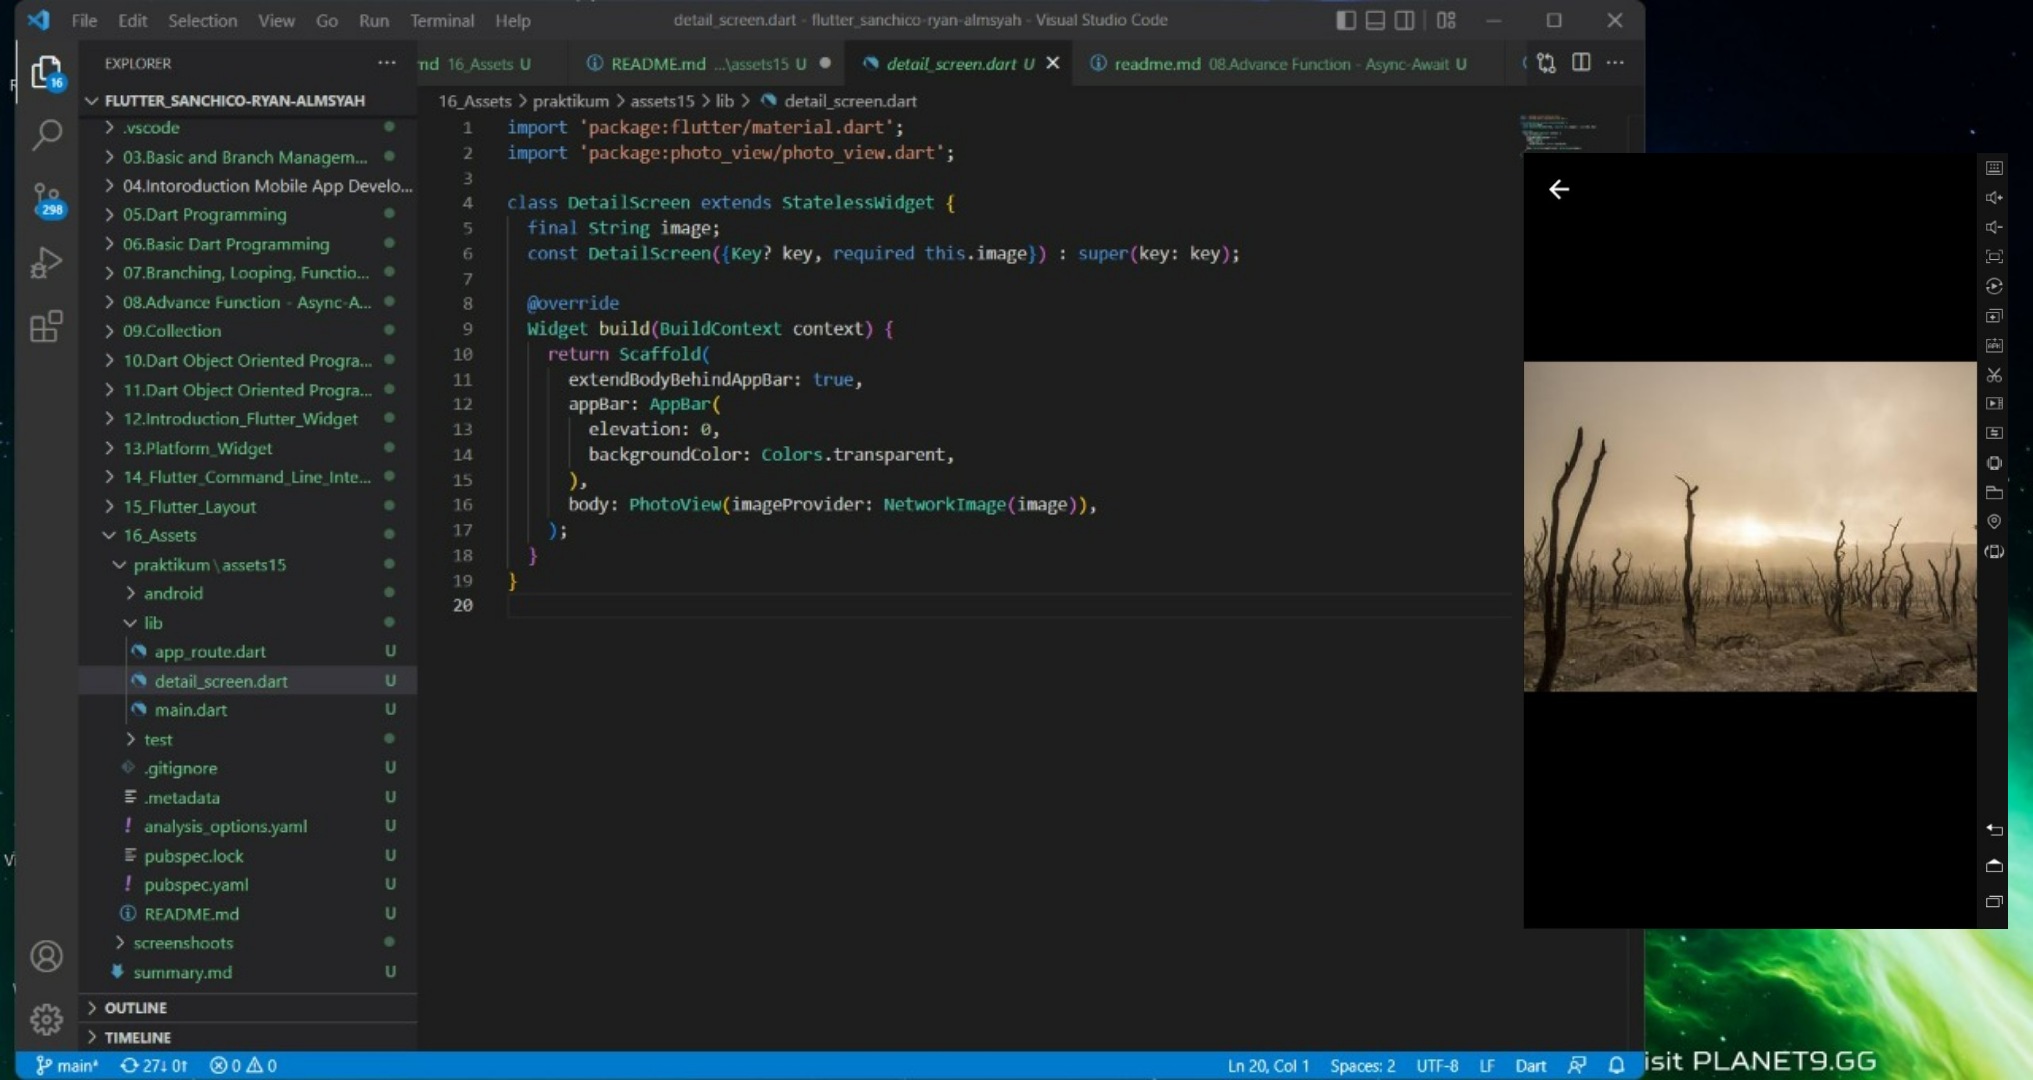 File Edit Selection View Go Run Terminal Help
detail_screen.dart - flutter_sanchico-ryan-almsyah - Visual Studio Code
EXPLORER
md 16_Assets U
README.md ...\assets15 U
detail_screen.dart U
readme.md 08.Advance Function - Async-Await U
16
298
FLUTTER_SANCHICO-RYAN-ALMSYAH
.vscode
03.Basic and Branch Managem...
04.Intoroduction Mobile App Develo...
05.Dart Programming
06.Basic Dart Programming
07.Branching, Looping, Functio...
08.Advance Function - Async-A...
09.Collection
10.Dart Object Oriented Progra...
11.Dart Object Oriented Progra...
12.Introduction_Flutter_Widget
13.Platform_Widget
14_Flutter_Command_Line_Inte...
15_Flutter_Layout
16_Assets
praktikum\assets15
android
lib
app_route.dart U
detail_screen.dart U
main.dart U
test
.gitignore U
.metadata U
analysis_options.yaml U
pubspec.lock U
pubspec.yaml U
README.md U
screenshoots
summary.md U
OUTLINE
TIMELINE
16_Assets > praktikum > assets15 > lib > detail_screen.dart
1 import 'package:flutter/material.dart';
2 import 'package:photo_view/photo_view.dart';
3
4 class DetailScreen extends StatelessWidget {
5 final String image;
6 const DetailScreen({Key? key, required this.image}) : super(key: key);
7
8 @override
9 Widget build(BuildContext context) {
10 return Scaffold(
11 extendBodyBehindAppBar: true,
12 appBar: AppBar(
13 elevation: 0,
14 backgroundColor: Colors.transparent,
15 ),
16 body: PhotoView(imageProvider: NetworkImage(image)),
17 );
18 }
19 }
20
main* 27↓ 0↑ 0 0
Ln 20, Col 1 Spaces: 2 UTF-8 LF Dart
isit PLANET9.GG